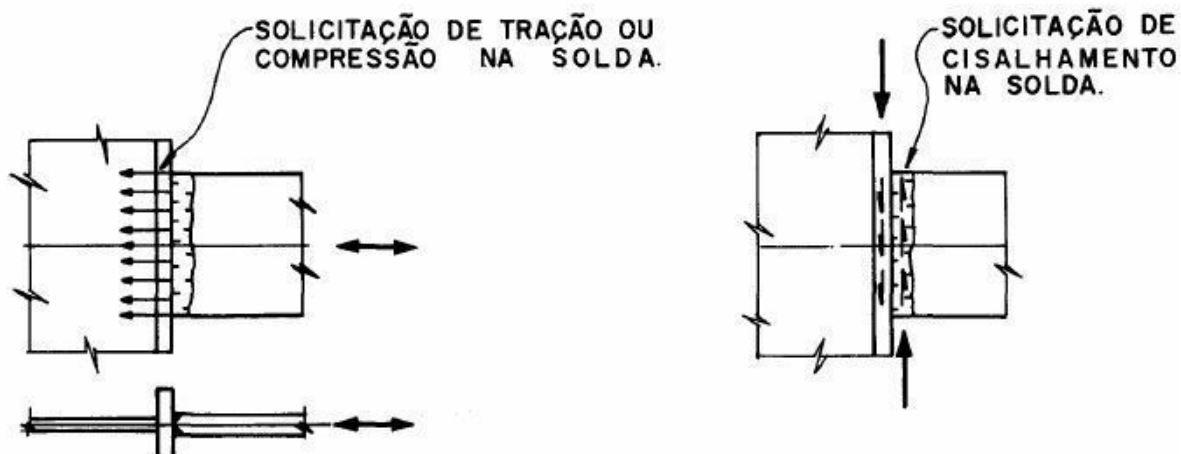 SOLICITAÇÃO DE TRAÇÃO OU
COMPRESSÃO NA SOLDA.
SOLICITAÇÃO DE
CISALHAMENTO
NA SOLDA.